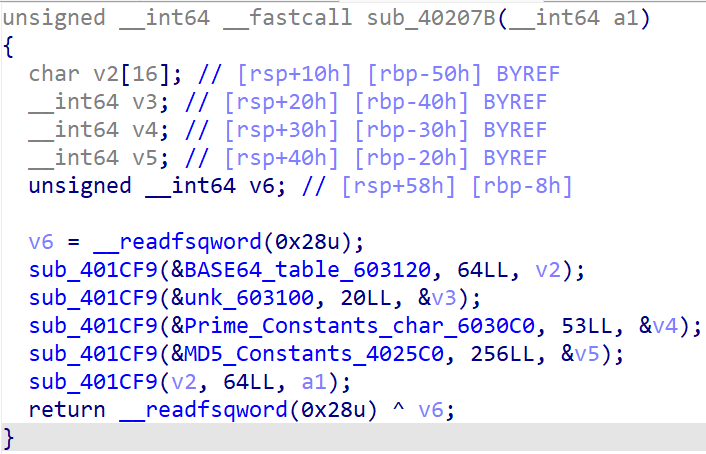 unsigned __int64 __fastcall sub_40207B(__int64 a1)
{
  char v2[16]; // [rsp+10h] [rbp-50h] BYREF
  __int64 v3; // [rsp+20h] [rbp-40h] BYREF
  __int64 v4; // [rsp+30h] [rbp-30h] BYREF
  __int64 v5; // [rsp+40h] [rbp-20h] BYREF
  unsigned __int64 v6; // [rsp+58h] [rbp-8h]

  v6 = __readfsqword(0x28u);
  sub_401CF9(&BASE64_table_603120, 64LL, v2);
  sub_401CF9(&unk_603100, 20LL, &v3);
  sub_401CF9(&Prime_Constants_char_6030C0, 53LL, &v4);
  sub_401CF9(&MD5_Constants_4025C0, 256LL, &v5);
  sub_401CF9(v2, 64LL, a1);
  return __readfsqword(0x28u) ^ v6;
}